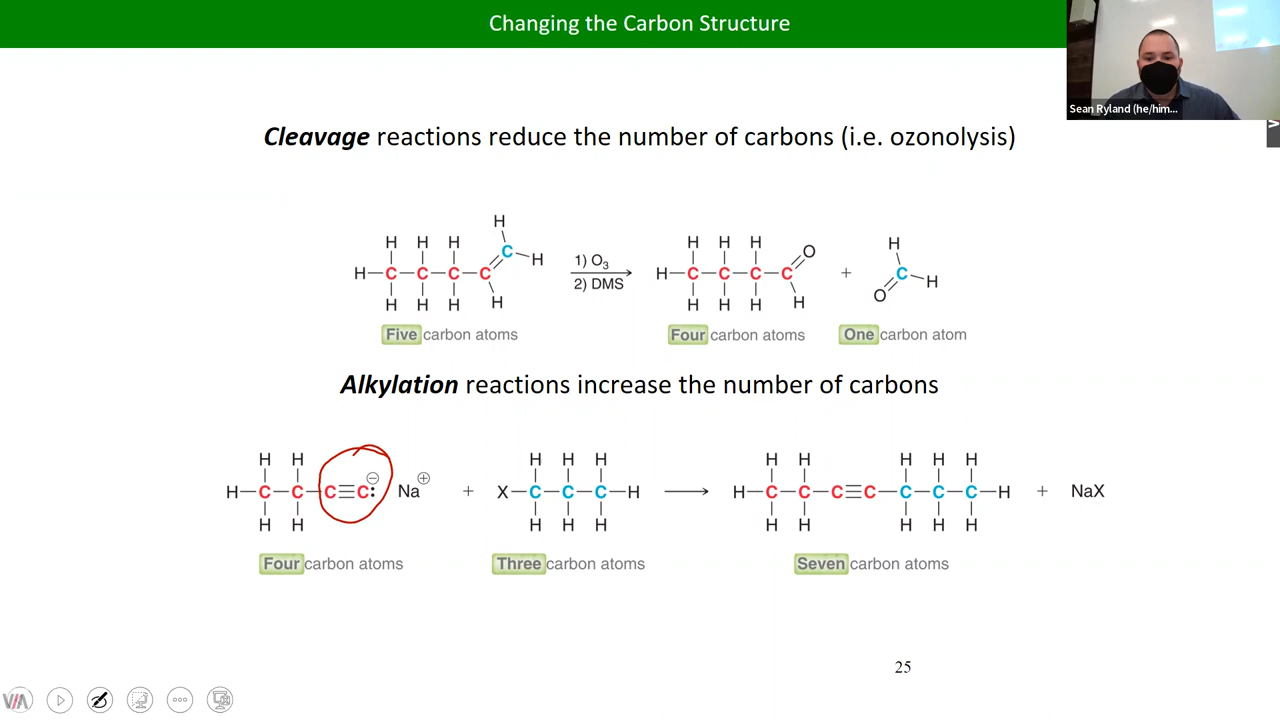 Changing the Carbon Structure
Sean Ryland (he/him...
Cleavage reactions reduce the number of carbons (i.e. ozonolysis)
H
H H H C H H H H O H
H C C C C 1) O₃ H C C C C + C H
2) DMS
H H H H H H H H O
Five carbon atoms Four carbon atoms One carbon atom
Alkylation reactions increase the number of carbons
H H H H H H H H H H
H C C C≡C:⊖ Na⊕ + X C C C H H C C C≡C C C C H + NaX
H H H H H H H H H H
Four carbon atoms Three carbon atoms Seven carbon atoms
25
VIA